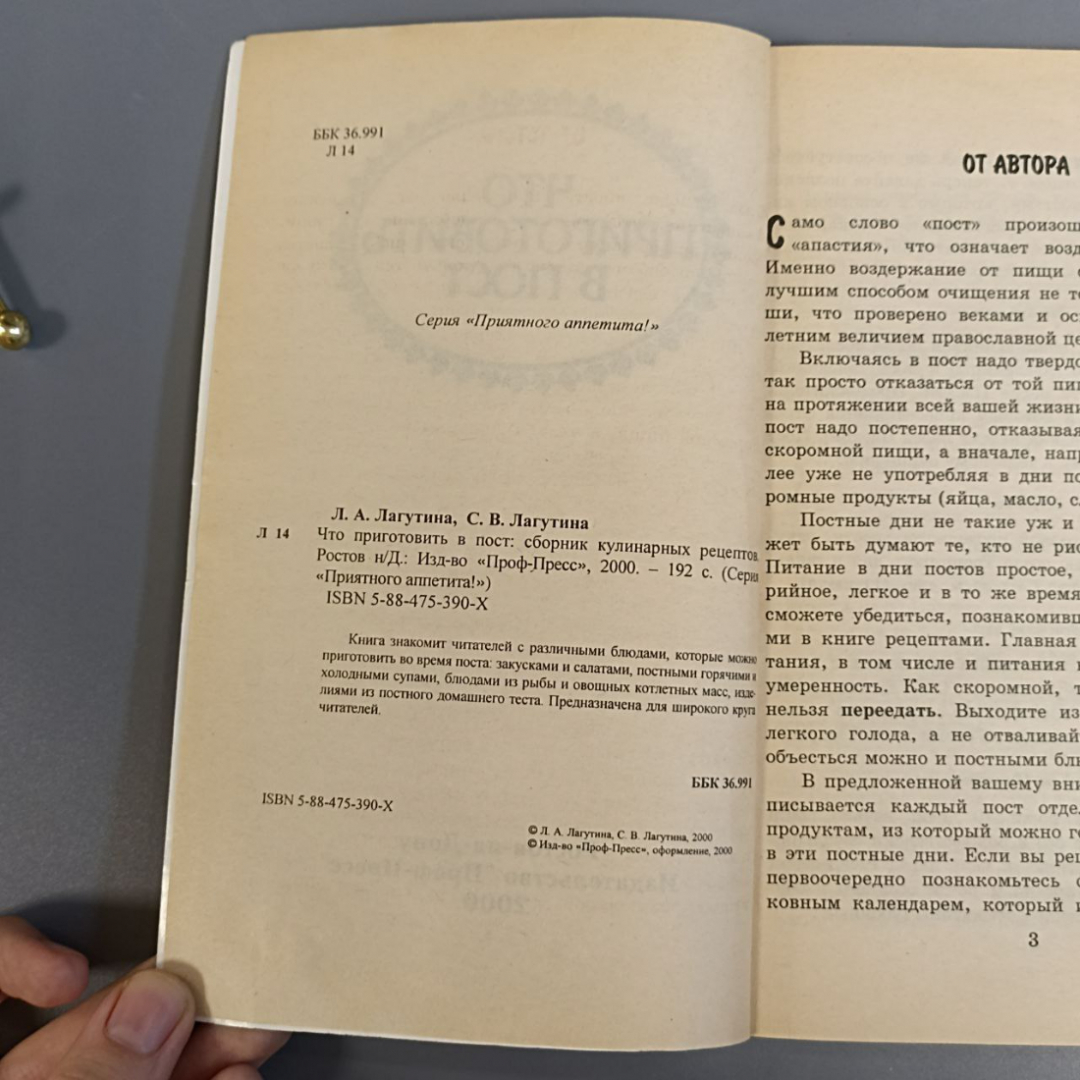 ББК 36.991
Л 14
Серия «Приятного аппетита!»
Л. А. Лагутина, С. В. Лагутина
Л 14 Что приготовить в пост: сборник кулинарных рецептов
Ростов н/Д.: Изд-во «Проф-Пресс», 2000. – 192 с. (Серия
«Приятного аппетита!»)
ISBN 5-88-475-390-X
Книга знакомит читателей с различными блюдами, которые можно
приготовить во время поста: закусками и салатами, постными горячими и
холодными супами, блюдами из рыбы и овощных котлетных масс, изде-
лиями из постного домашнего теста. Предназначена для широкого круга
читателей.
ББК 36.991
ISBN 5-88-475-390-X
© Л. А. Лагутина, С. В. Лагутина, 2000
© Изд-во «Проф-Пресс», оформление, 2000
ОТ АВТОРА
Само слово «пост» произош
«апастия», что означает возд
Именно воздержание от пищи
лучшим способом очищения не т
ши, что проверено веками и ос
летним величием православной це
Включаясь в пост надо твердо
так просто отказаться от той пи
на протяжении всей вашей жизни
пост надо постепенно, отказывая
скоромной пищи, а вначале, напр
лее уже не употребляя в дни по
ромные продукты (яйца, масло, с
Постные дни не такие уж и
жет быть думают те, кто не рис
Питание в дни постов простое,
рийное, легкое и в то же время
сможете убедиться, познакомивш
ми в книге рецептами. Главная
тания, в том числе и питания
умеренность. Как скоромной, т
нельзя переедать. Выходите из
легкого голода, а не отваливай
объесться можно и постными блю
В предложенной вашему вни
писывается каждый пост отдел
продуктам, из который можно г
в эти постные дни. Если вы ре
первоочередно познакомьтесь с
ковным календарем, который
3